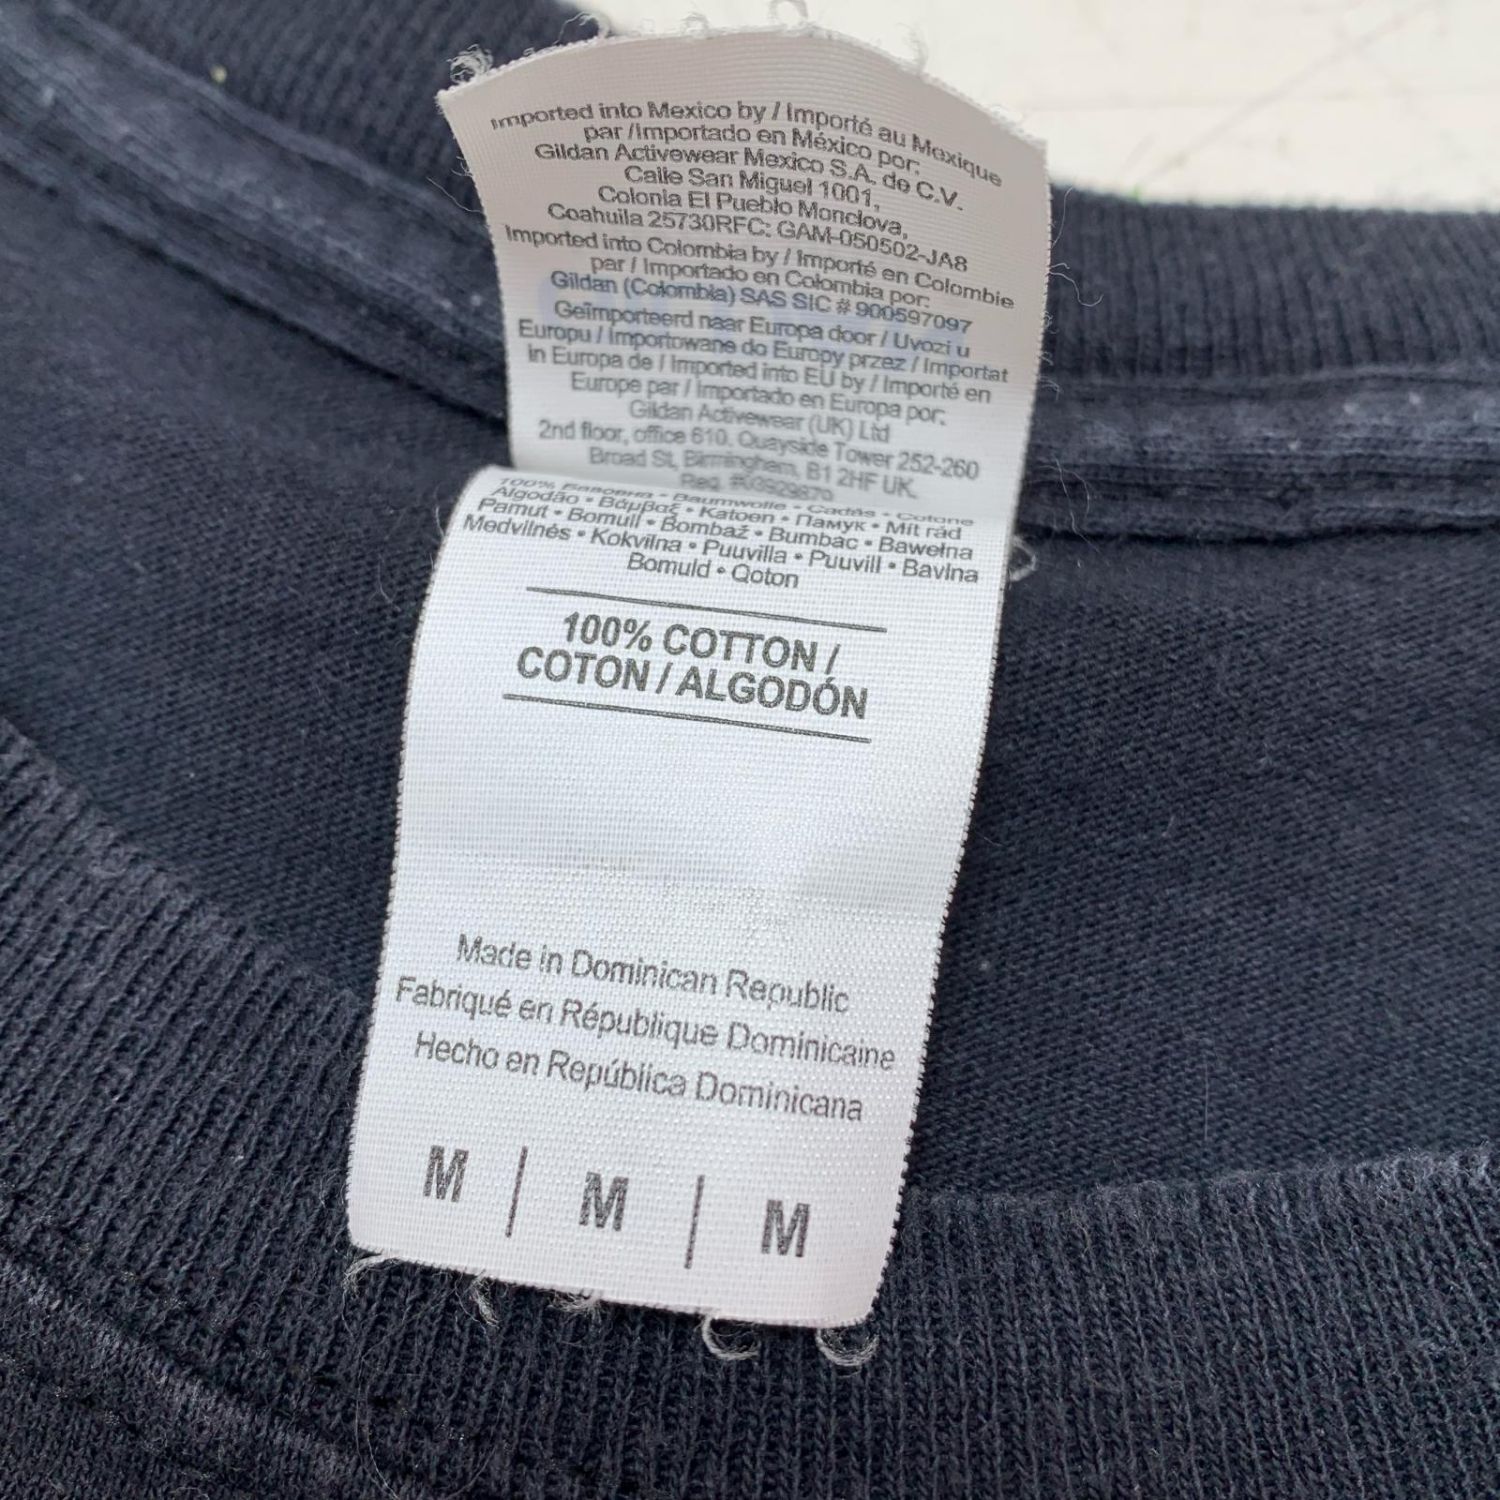 Imported into Mexico by / Importé au Mexique
par /Importado en México por:
Gildan Activewear Mexico S.A. de C.V.
Calle San Miguel 1001,
Colonia El Pueblo Monclova,
Coahuila 25730RFC: GAM-050502-JA8
Imported into Colombia by / Importé en Colombie
par / Importado en Colombia por:
Gildan (Colombia) SAS SIC # 900597097
Geïmporteerd naar Europa door / Uvozi u
Europu / Importowane do Europy przez / Importat
în Europa de / Imported into EU by / Importé en
Europe par / Importado en Europa por:
Gildan Activewear (UK) Ltd
2nd floor, office 610, Quayside Tower 252-260
Broad St, Birmingham, B1 2HF UK
Reg. #03929870
100% Baumwolle • Cadás • Cotone
Algodão • Βαμβαξ • Katoen • Памук • Mit rád
Pamut • Bomull • Bombaž • Bumbac • Bawełna
Medvilnės • Kokvilna • Puuvilla • Puuvill • Bavlna
Bomuld • Qoton
100% COTTON /
COTON / ALGODÓN
Made in Dominican Republic
Fabriqué en République Dominicaine
Hecho en República Dominicana
M | M | M